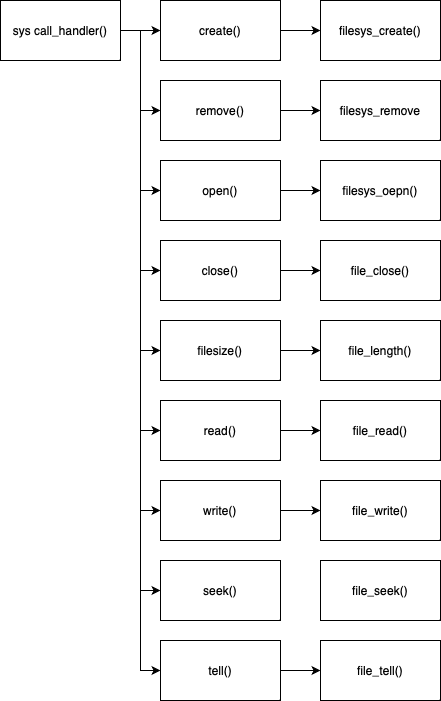 sys call_handler()
create()
filesys_create()
remove()
filesys_remove
open()
filesys_oepn()
close()
file_close()
filesize()
file_length()
read()
file_read()
write()
file_write()
seek()
file_seek()
tell()
file_tell()